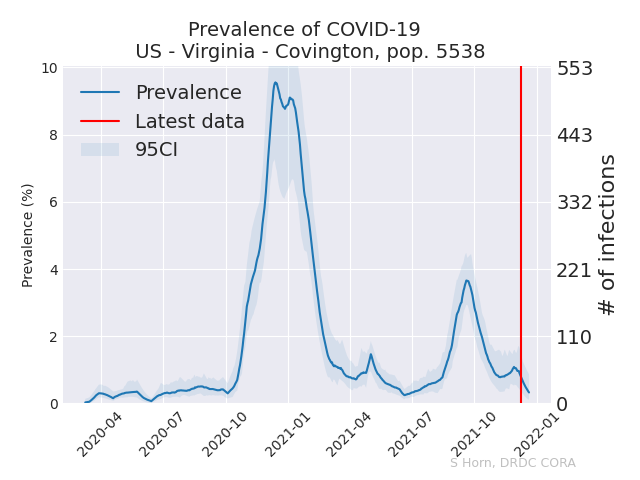 Prevalence of COVID-19
US - Virginia - Covington, pop. 5538
Prevalence
Latest data
95CI
Prevalence (%)
10
8
6
4
2
0
553
443
332
221
110
0
# of infections
2020-04
2020-07
2020-10
2021-01
2021-04
2021-07
2021-10
2022-01
S Horn, DRDC CORA